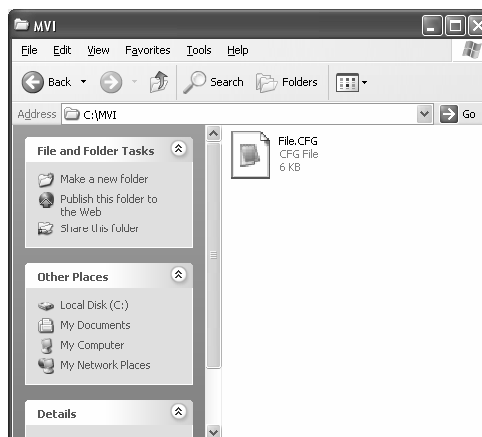 MVI
File Edit View Favorites Tools Help
Back Search Folders
Address C:\MVI Go
File and Folder Tasks
Make a new folder
Publish this folder to
the Web
Share this folder
Other Places
Local Disk (C:)
My Documents
My Computer
My Network Places
Details
File.CFG
CFG File
6 KB